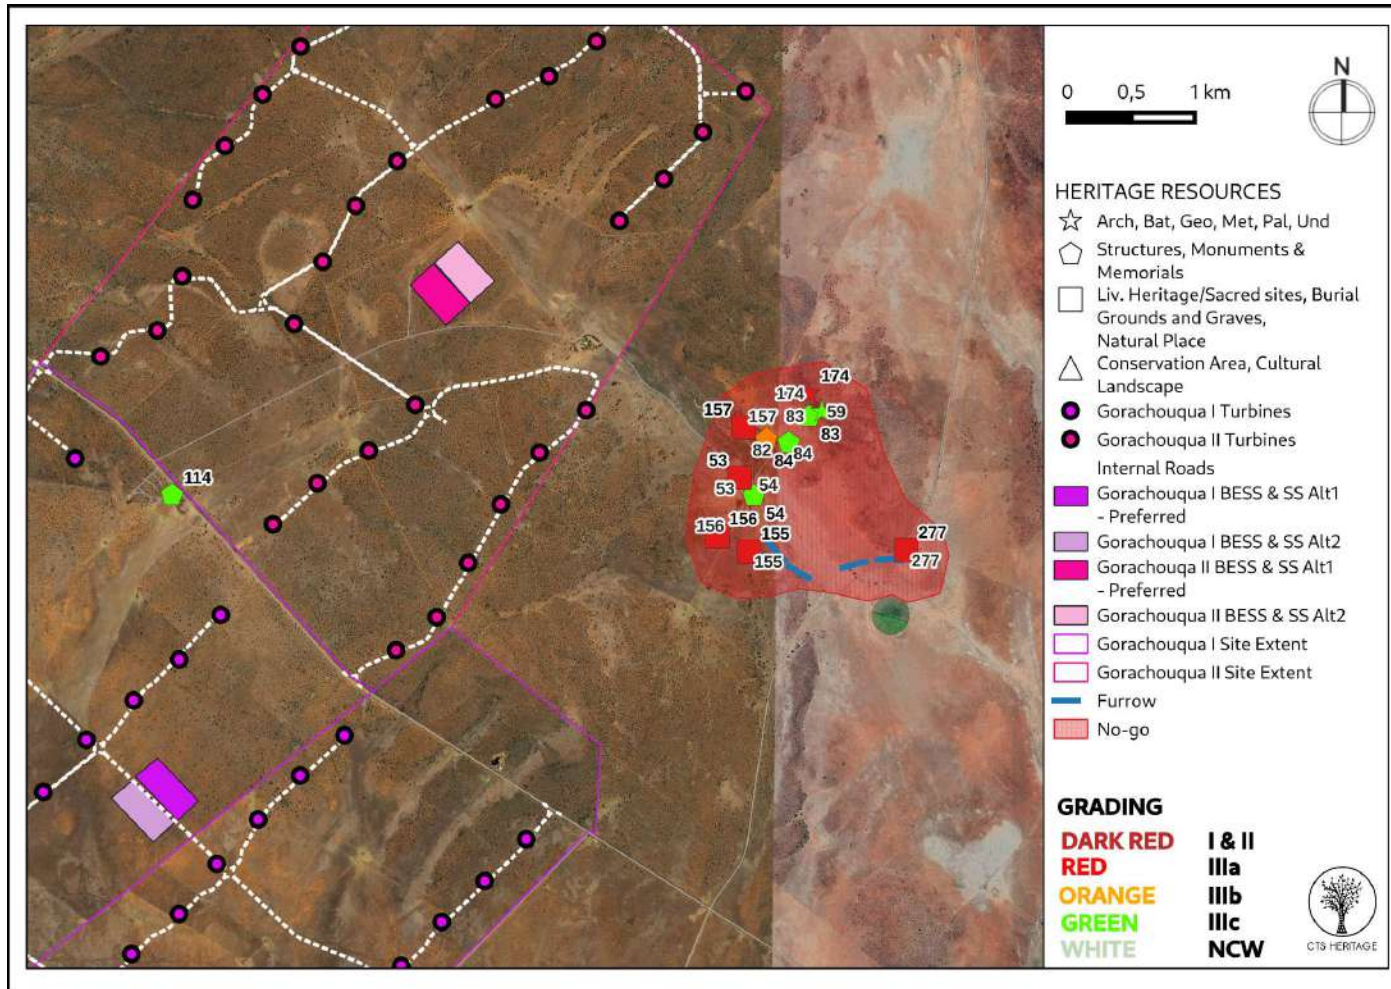 N
0 0,5 1 km
HERITAGE RESOURCES
Arch, Bat, Geo, Met, Pal, Und
Structures, Monuments &
Memorials
Liv. Heritage/Sacred sites, Burial
Grounds and Graves,
Natural Place
Conservation Area, Cultural
Landscape
Gorachouqua I Turbines
Gorachouqua II Turbines
Internal Roads
Gorachouqua I BESS & SS Alt1
- Preferred
Gorachouqua I BESS & SS Alt2
Gorachouqa II BESS & SS Alt1
- Preferred
Gorachouqua II BESS & SS Alt2
Gorachouqua I Site Extent
Gorachouqua II Site Extent
Furrow
No-go
GRADING
DARK RED I & II
RED IIIa
ORANGE IIIb
GREEN IIIc
WHITE NCW
CTS HERITAGE
174
174
157
157
83
59
83
82
84
84
53
53
54
54
156
156
155
155
277
277
114